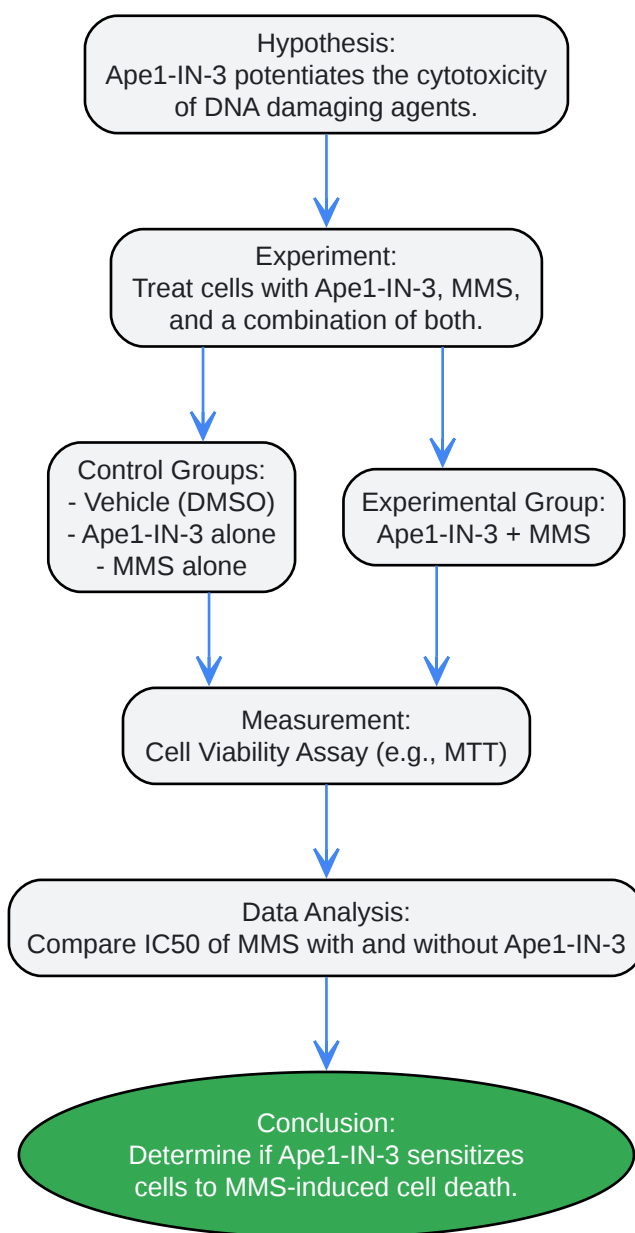 Hypothesis:
Ape1-IN-3 potentiates the cytotoxicity
of DNA damaging agents.
Experiment:
Treat cells with Ape1-IN-3, MMS,
and a combination of both.
Control Groups:
- Vehicle (DMSO)
- Ape1-IN-3 alone
- MMS alone
Experimental Group:
Ape1-IN-3 + MMS
Measurement:
Cell Viability Assay (e.g., MTT)
Data Analysis:
Compare IC50 of MMS with and without Ape1-IN-3
Conclusion:
Determine if Ape1-IN-3 sensitizes
cells to MMS-induced cell death.